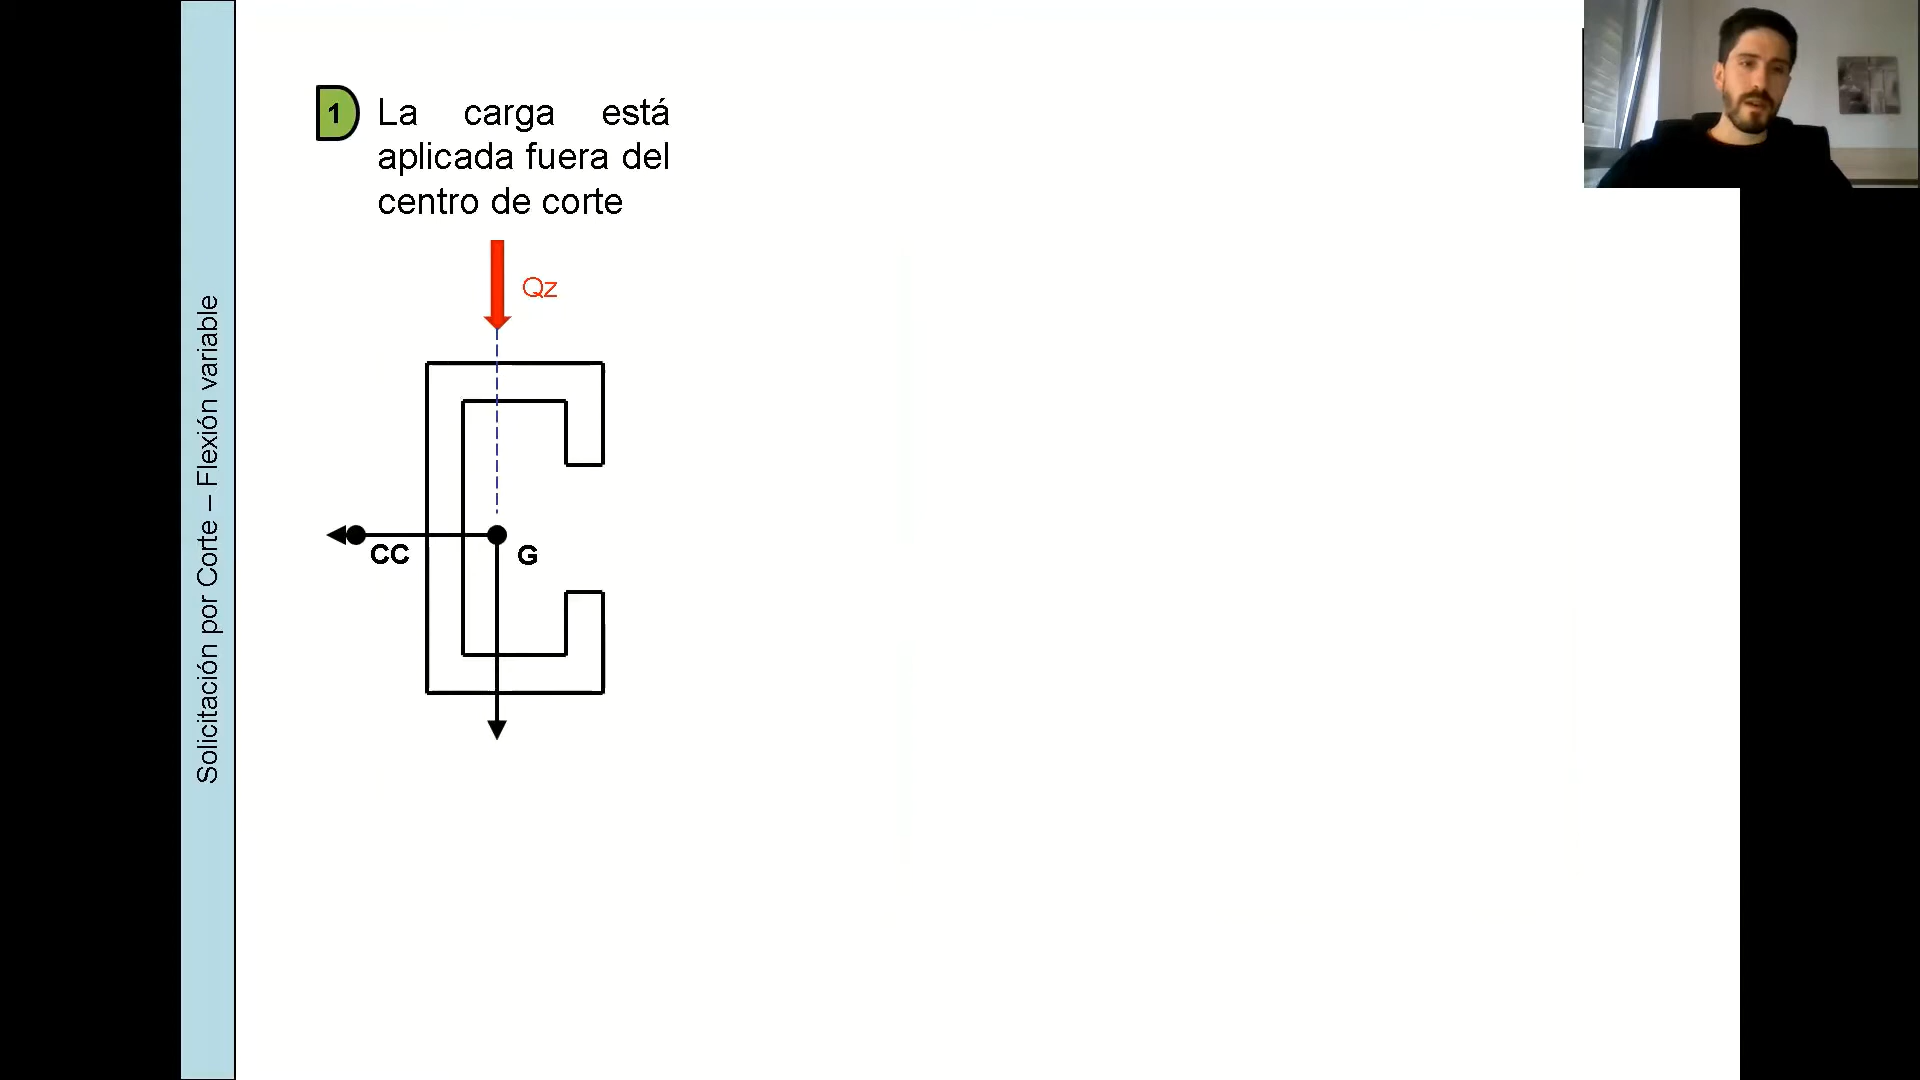 Solicitación por Corte – Flexión variable
1
La carga está
aplicada fuera del
centro de corte
Qz
CC
G